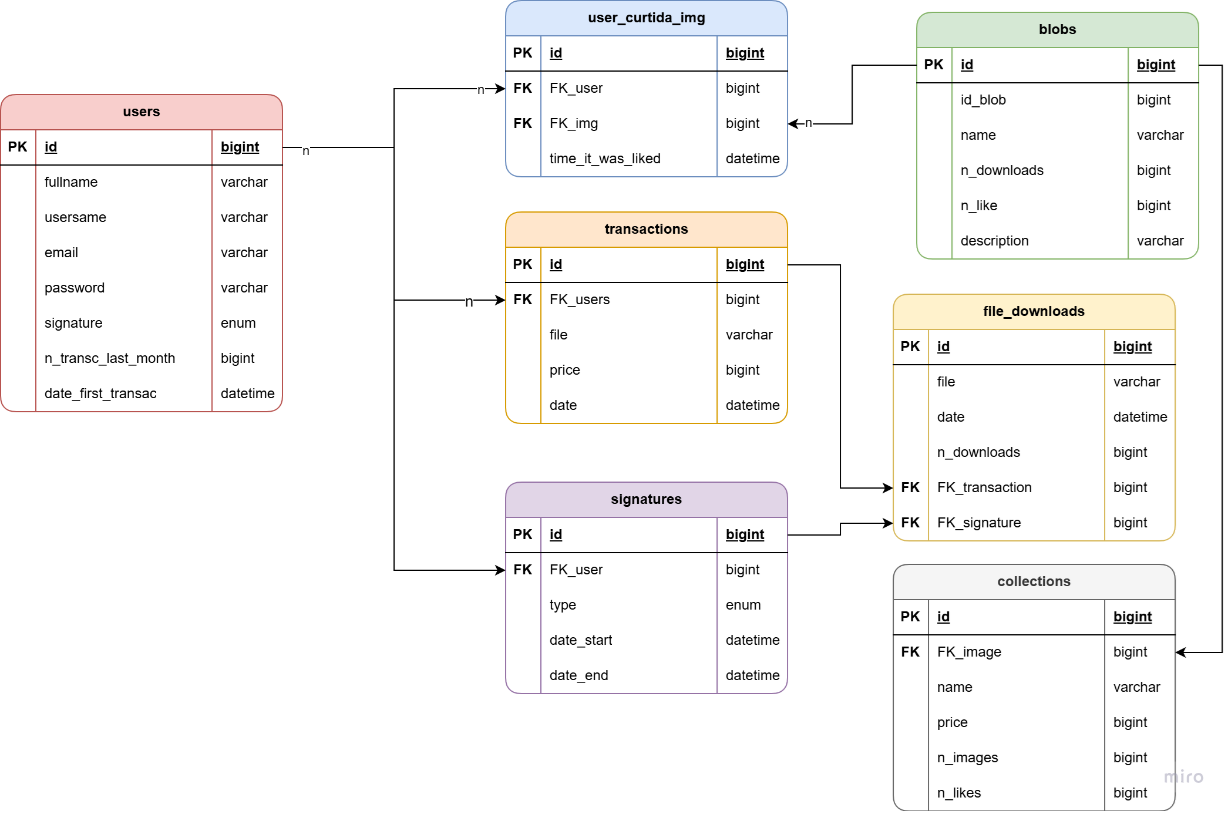 users
PK id bigint
fullname varchar
usersame varchar
email varchar
password varchar
signature enum
n_transc_last_month bigint
date_first_transac datetime
n
n
n
user_curtida_img
PK id bigint
FK FK_user bigint
FK FK_img bigint
time_it_was_liked datetime
n
transactions
PK id bigint
FK FK_users bigint
file varchar
price bigint
date datetime
signatures
PK id bigint
FK FK_user bigint
type enum
date_start datetime
date_end datetime
blobs
PK id bigint
id_blob bigint
name varchar
n_downloads bigint
n_like bigint
description varchar
file_downloads
PK id bigint
file varchar
date datetime
n_downloads bigint
FK FK_transaction bigint
FK FK_signature bigint
collections
PK id bigint
FK FK_image bigint
name varchar
price bigint
n_images bigint
n_likes bigint
miro